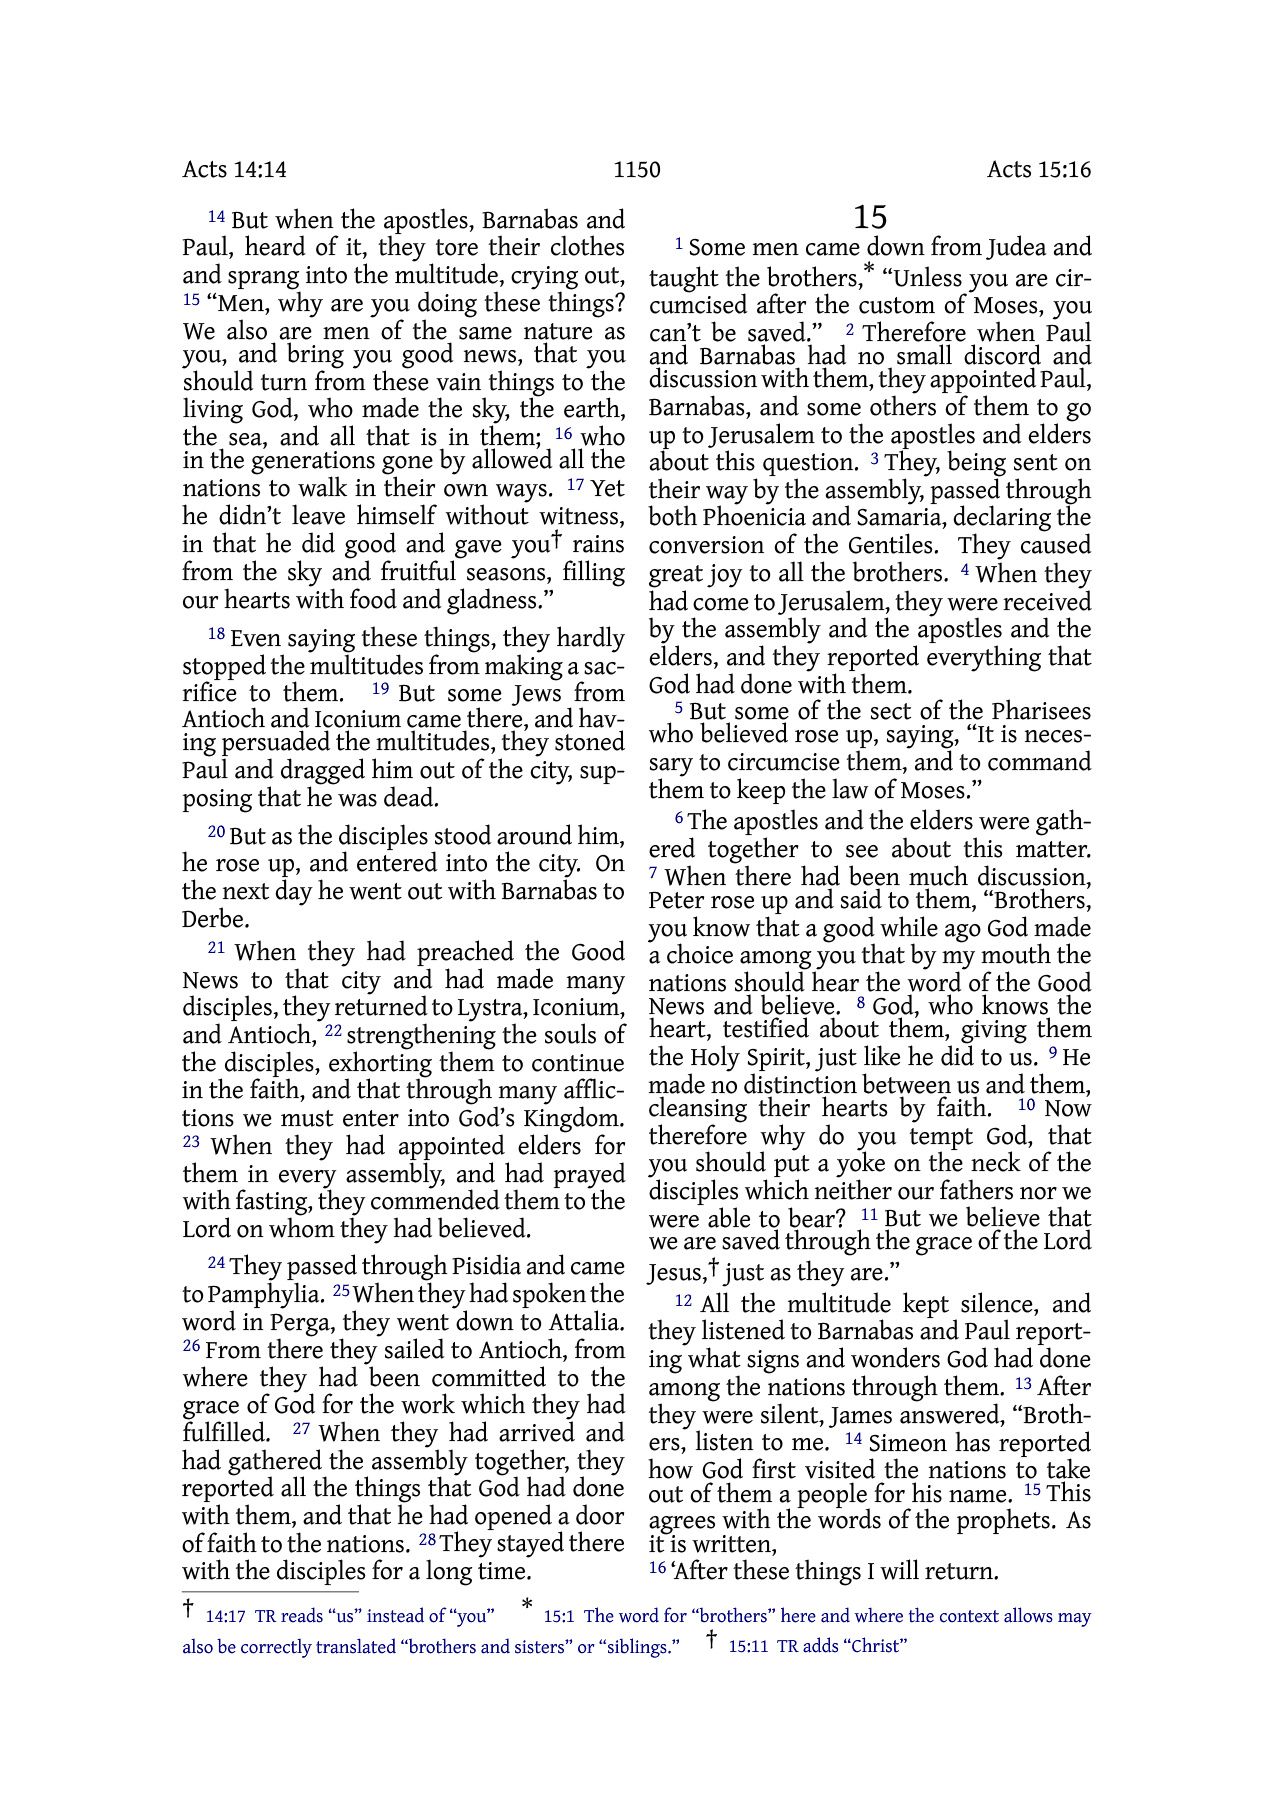 Acts 14:14 1150 Acts 15:16
14 But when the apostles, Barnabas and
Paul, heard of it, they tore their clothes
and sprang into the multitude, crying out,
15 “Men, why are you doing these things?
We also are men of the same nature as
you, and bring you good news, that you
should turn from these vain things to the
living God, who made the sky, the earth,
the sea, and all that is in them; 16 who
in the generations gone by allowed all the
nations to walk in their own ways. 17 Yet
he didn’t leave himself without witness,
in that he did good and gave you† rains
from the sky and fruitful seasons, filling
our hearts with food and gladness.”
18 Even saying these things, they hardly
stopped the multitudes from making a sac-
rifice to them. 19 But some Jews from
Antioch and Iconium came there, and hav-
ing persuaded the multitudes, they stoned
Paul and dragged him out of the city, sup-
posing that he was dead.
20 But as the disciples stood around him,
he rose up, and entered into the city. On
the next day he went out with Barnabas to
Derbe.
21 When they had preached the Good
News to that city and had made many
disciples, they returned to Lystra, Iconium,
and Antioch, 22 strengthening the souls of
the disciples, exhorting them to continue
in the faith, and that through many afflic-
tions we must enter into God’s Kingdom.
23 When they had appointed elders for
them in every assembly, and had prayed
with fasting, they commended them to the
Lord on whom they had believed.
24 They passed through Pisidia and came
to Pamphylia. 25 When they had spoken the
word in Perga, they went down to Attalia.
26 From there they sailed to Antioch, from
where they had been committed to the
grace of God for the work which they had
fulfilled. 27 When they had arrived and
had gathered the assembly together, they
reported all the things that God had done
with them, and that he had opened a door
of faith to the nations. 28 They stayed there
with the disciples for a long time.
15
1 Some men came down from Judea and
taught the brothers,* “Unless you are cir-
cumcised after the custom of Moses, you
can’t be saved.” 2 Therefore when Paul
and Barnabas had no small discord and
discussion with them, they appointed Paul,
Barnabas, and some others of them to go
up to Jerusalem to the apostles and elders
about this question. 3 They, being sent on
their way by the assembly, passed through
both Phoenicia and Samaria, declaring the
conversion of the Gentiles. They caused
great joy to all the brothers. 4 When they
had come to Jerusalem, they were received
by the assembly and the apostles and the
elders, and they reported everything that
God had done with them.
5 But some of the sect of the Pharisees
who believed rose up, saying, “It is neces-
sary to circumcise them, and to command
them to keep the law of Moses.”
6 The apostles and the elders were gath-
ered together to see about this matter.
7 When there had been much discussion,
Peter rose up and said to them, “Brothers,
you know that a good while ago God made
a choice among you that by my mouth the
nations should hear the word of the Good
News and believe. 8 God, who knows the
heart, testified about them, giving them
the Holy Spirit, just like he did to us. 9 He
made no distinction between us and them,
cleansing their hearts by faith. 10 Now
therefore why do you tempt God, that
you should put a yoke on the neck of the
disciples which neither our fathers nor we
were able to bear? 11 But we believe that
we are saved through the grace of the Lord
Jesus,† just as they are.”
12 All the multitude kept silence, and
they listened to Barnabas and Paul report-
ing what signs and wonders God had done
among the nations through them. 13 After
they were silent, James answered, “Broth-
ers, listen to me. 14 Simeon has reported
how God first visited the nations to take
out of them a people for his name. 15 This
agrees with the words of the prophets. As
it is written,
16 ‘After these things I will return.
† 14:17 TR reads “us” instead of “you” * 15:1 The word for “brothers” here and where the context allows may
also be correctly translated “brothers and sisters” or “siblings.” † 15:11 TR adds “Christ”